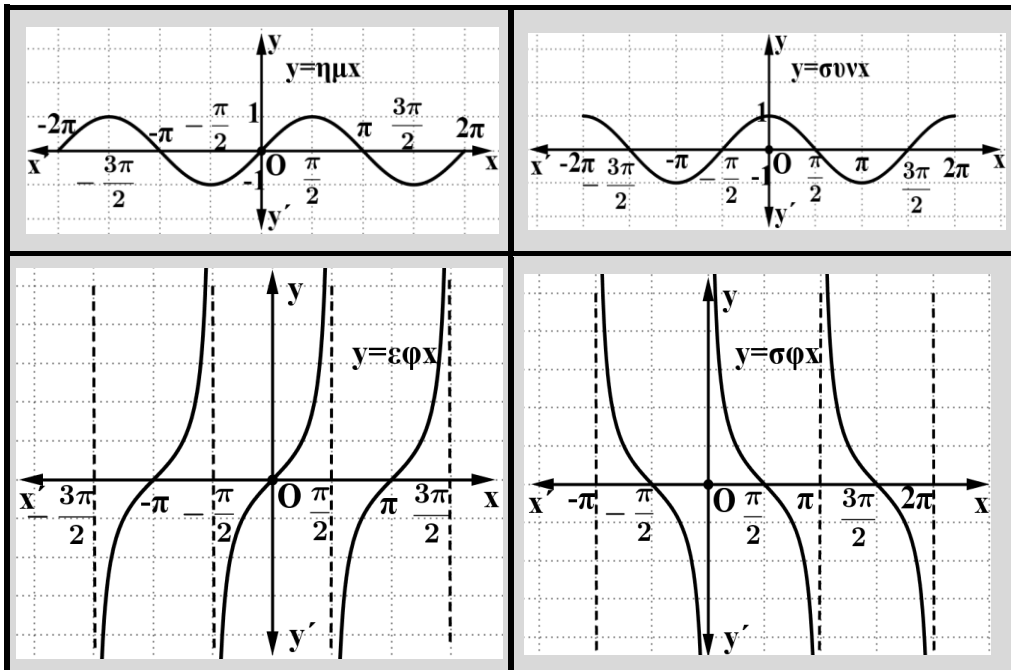 y
y=ημx
1
-2π
-π
- π/2
π
3π/2
2π
x´
O
x
- 3π/2
-1
π/2
y´
y
y=συνx
1
x´
-2π
- 3π/2
-π
- π/2
-1
O
π/2
π
3π/2
2π
x
y´
y
y=εφx
x´
- 3π/2
-π
- π/2
O
π/2
π
3π/2
x
y´
y
y=σφx
x´
-π
- π/2
O
π/2
π
3π/2
2π
x
y´